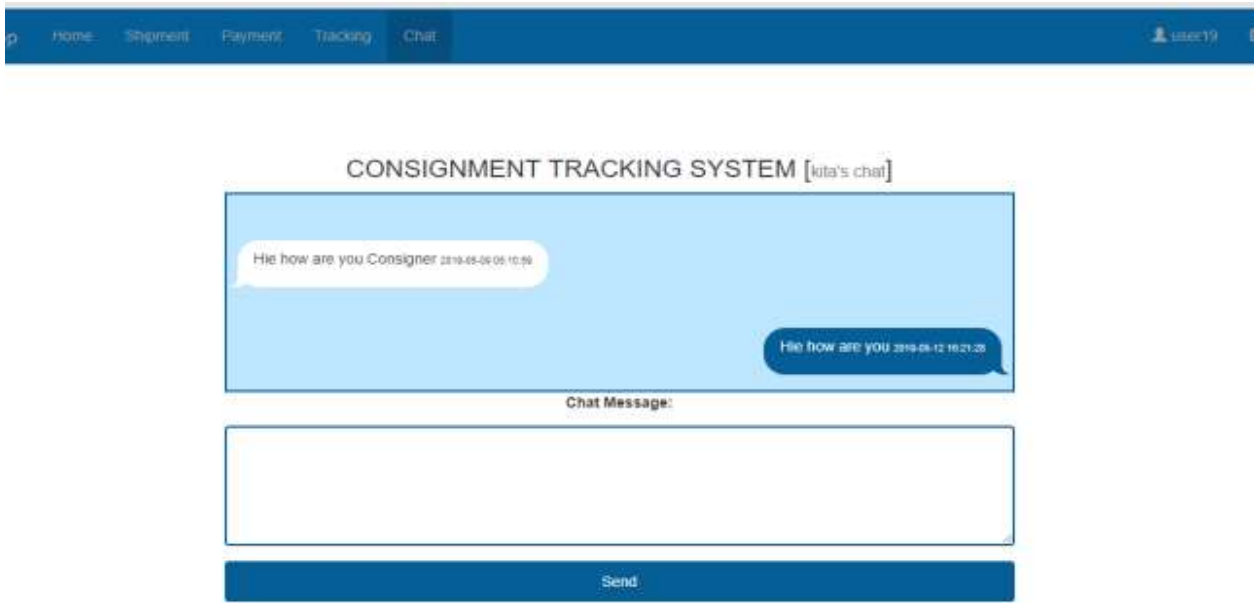 p Home Shipment Payment Tracking Chat user19
CONSIGNMENT TRACKING SYSTEM [kita's chat]
Hie how are you Consigner
Hie how are you
Chat Message:
Send